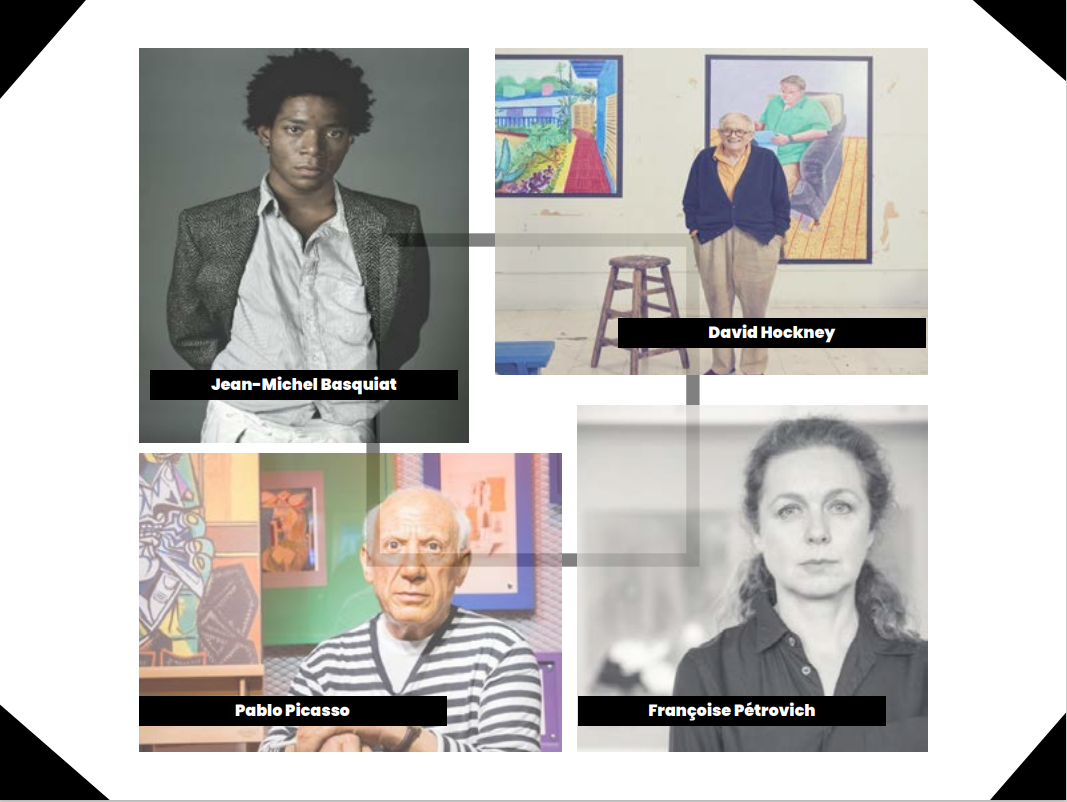 Jean-Michel Basquiat
David Hockney
Pablo Picasso
Françoise Pétrovich